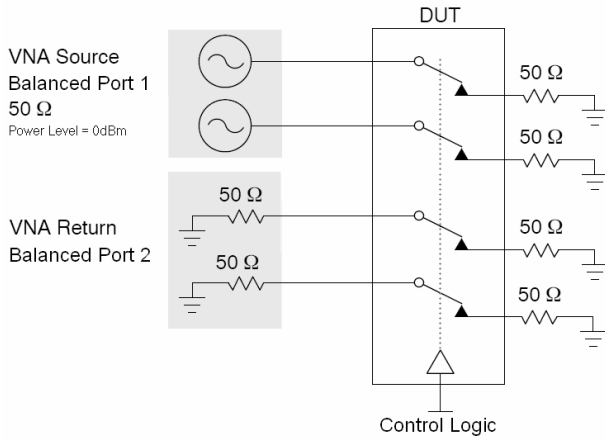 DUT
VNA Source
Balanced Port 1
50 Ω
Power Level = 0dBm
50 Ω
50 Ω
VNA Return
Balanced Port 2
50 Ω
50 Ω
50 Ω
50 Ω
Control Logic